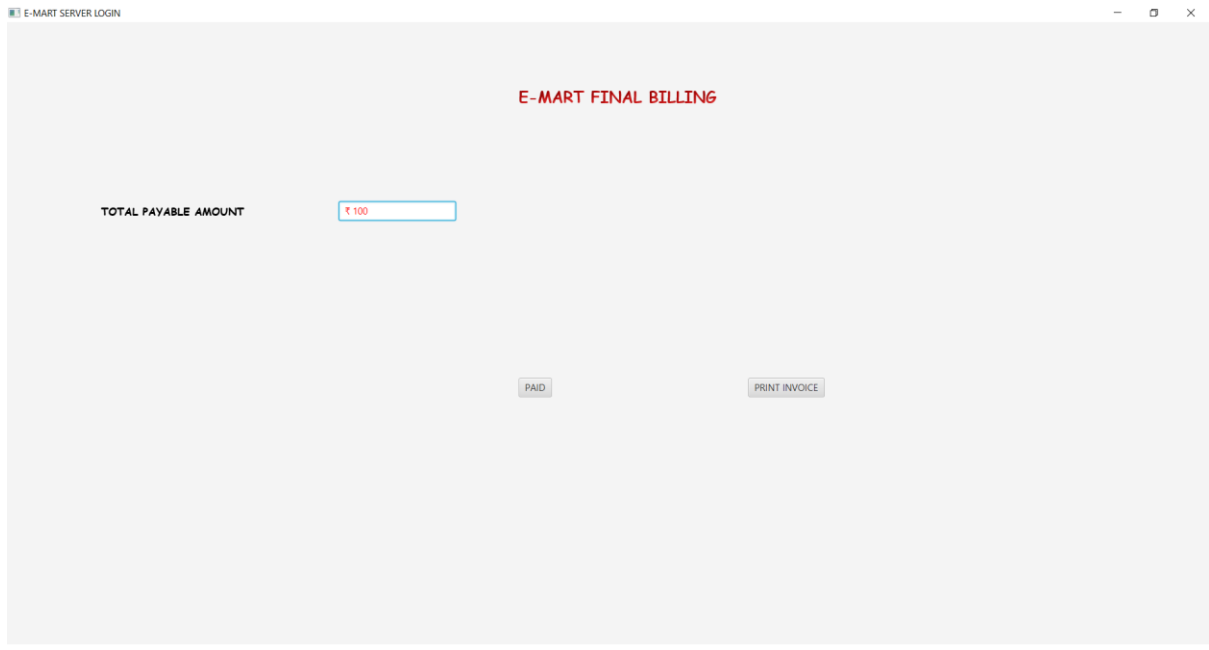 E-MART SERVER LOGIN
E-MART FINAL BILLING
TOTAL PAYABLE AMOUNT ₹ 100
PAID PRINT INVOICE